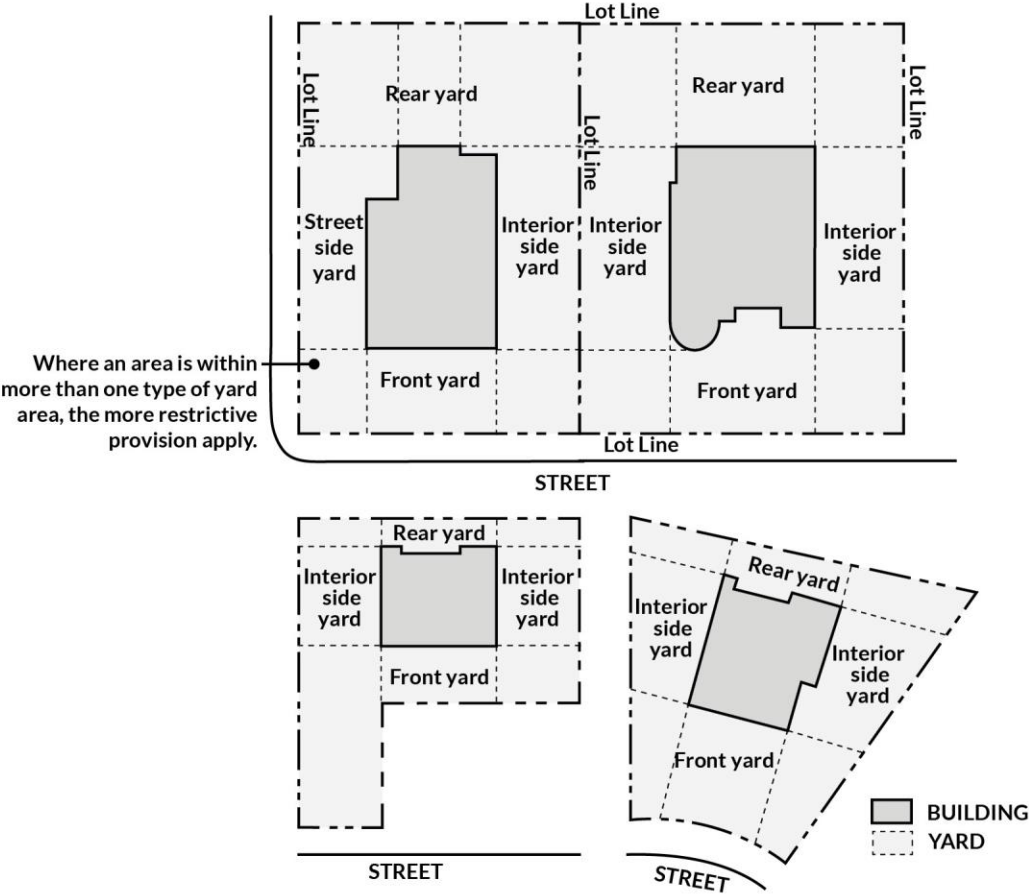 Lot Line
Lot Line
Rear yard
Rear yard
Lot Line
Lot Line
Street
side
yard
Interior
side
yard
Interior
side
yard
Interior
side
yard
Where an area is within
more than one type of yard
area, the more restrictive
provision apply.
Front yard
Front yard
Lot Line
STREET
Rear yard
Interior
side
yard
Interior
side
yard
Front yard
STREET
Rear yard
Interior
side
yard
Interior
side
yard
Front yard
STREET
BUILDING
YARD